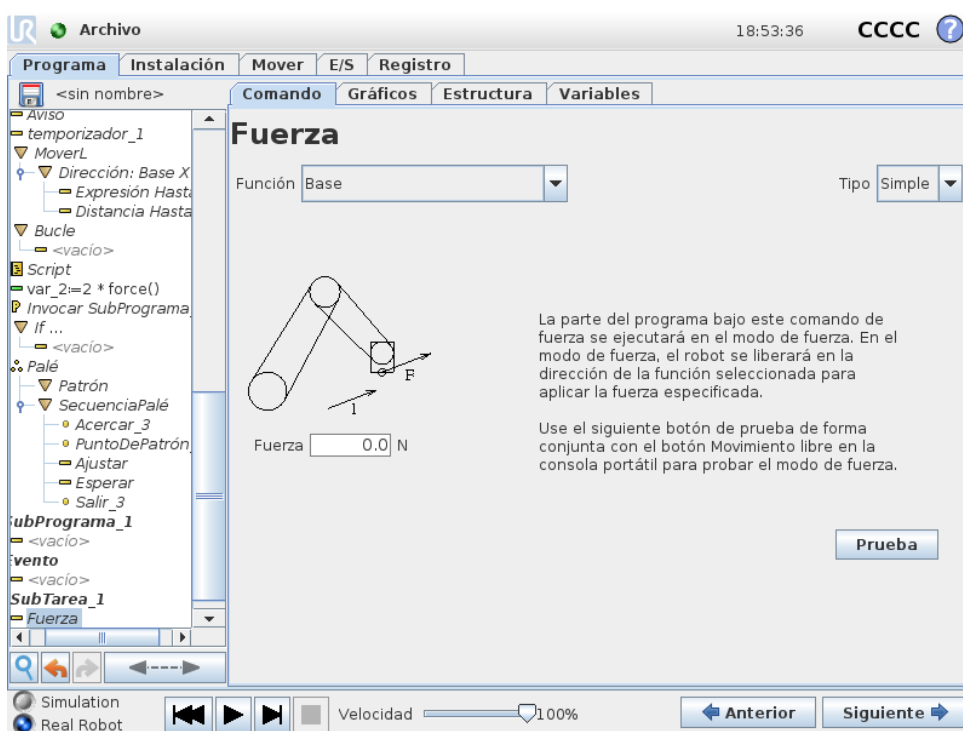 UR Archivo 18:53:36 CCCC ?
Programa Instalación Mover E/S Registro
<sin nombre>
Comando Gráficos Estructura Variables
Aviso
temporizador_1
MoverL
Dirección: Base X
Expresión Hasta
Distancia Hasta
Bucle
<vacío>
Script
var_2:=2 * force()
P Invocar SubPrograma
If ...
<vacío>
Palé
Patrón
SecuenciaPalé
Acercar_3
PuntoDePatrón
Ajustar
Esperar
Salir_3
SubPrograma_1
<vacío>
Evento
<vacío>
SubTarea_1
Fuerza
Fuerza
Función Base
Tipo Simple
F
1
Fuerza 0.0 N
La parte del programa bajo este comando de
fuerza se ejecutará en el modo de fuerza. En el
modo de fuerza, el robot se liberará en la
dirección de la función seleccionada para
aplicar la fuerza especificada.
Use el siguiente botón de prueba de forma
conjunta con el botón Movimiento libre en la
consola portátil para probar el modo de fuerza.
Prueba
Simulation
Real Robot
Velocidad 100%
Anterior Siguiente